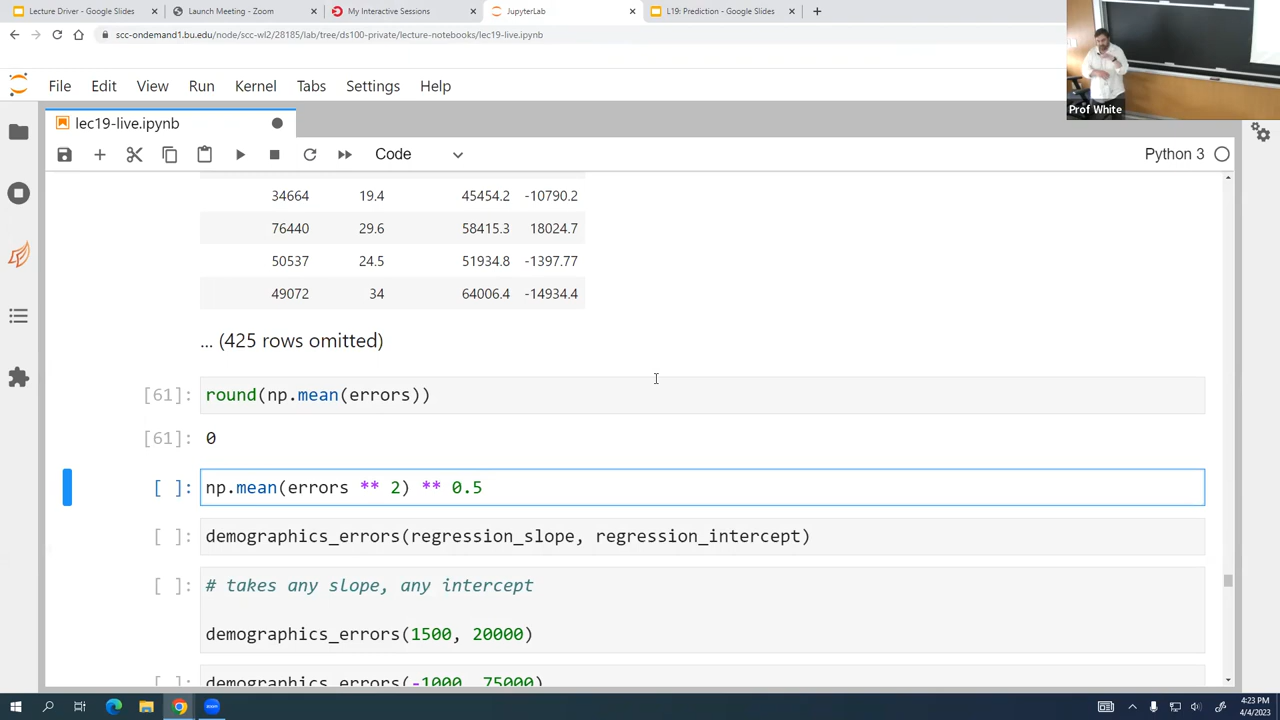 Lecture Driver - Google Slides
Launch Meeting - Zoom
My Interactive Sessions
JupyterLab
L19: Prediction - Google Slides
scc-ondemand1.bu.edu/node/scc-wl2/28185/lab/tree/ds100-private/lecture-notebooks/lec19-live.ipynb
Prof White
File Edit View Run Kernel Tabs Settings Help
lec19-live.ipynb
Code
Python 3
34664 19.4 45454.2 -10790.2
76440 29.6 58415.3 18024.7
50537 24.5 51934.8 -1397.77
49072 34 64006.4 -14934.4
... (425 rows omitted)
[61]: round(np.mean(errors))
[61]: 0
[ ]: np.mean(errors ** 2) ** 0.5
[ ]: demographics_errors(regression_slope, regression_intercept)
[ ]: # takes any slope, any intercept
demographics_errors(1500, 20000)
[ ]: demographics_errors(-1000, 75000)
4:23 PM
4/4/2023